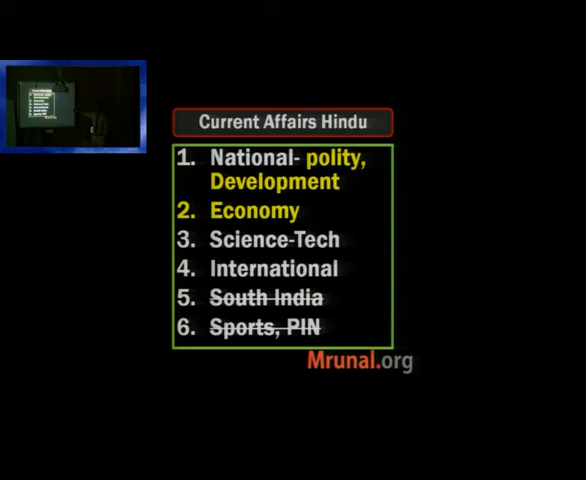 Current Affairs Hindu
1. National- polity,
Development
2. Economy
3. Science-Tech
4. International
5. South India
6. Sports, PIN
Mrunal.org